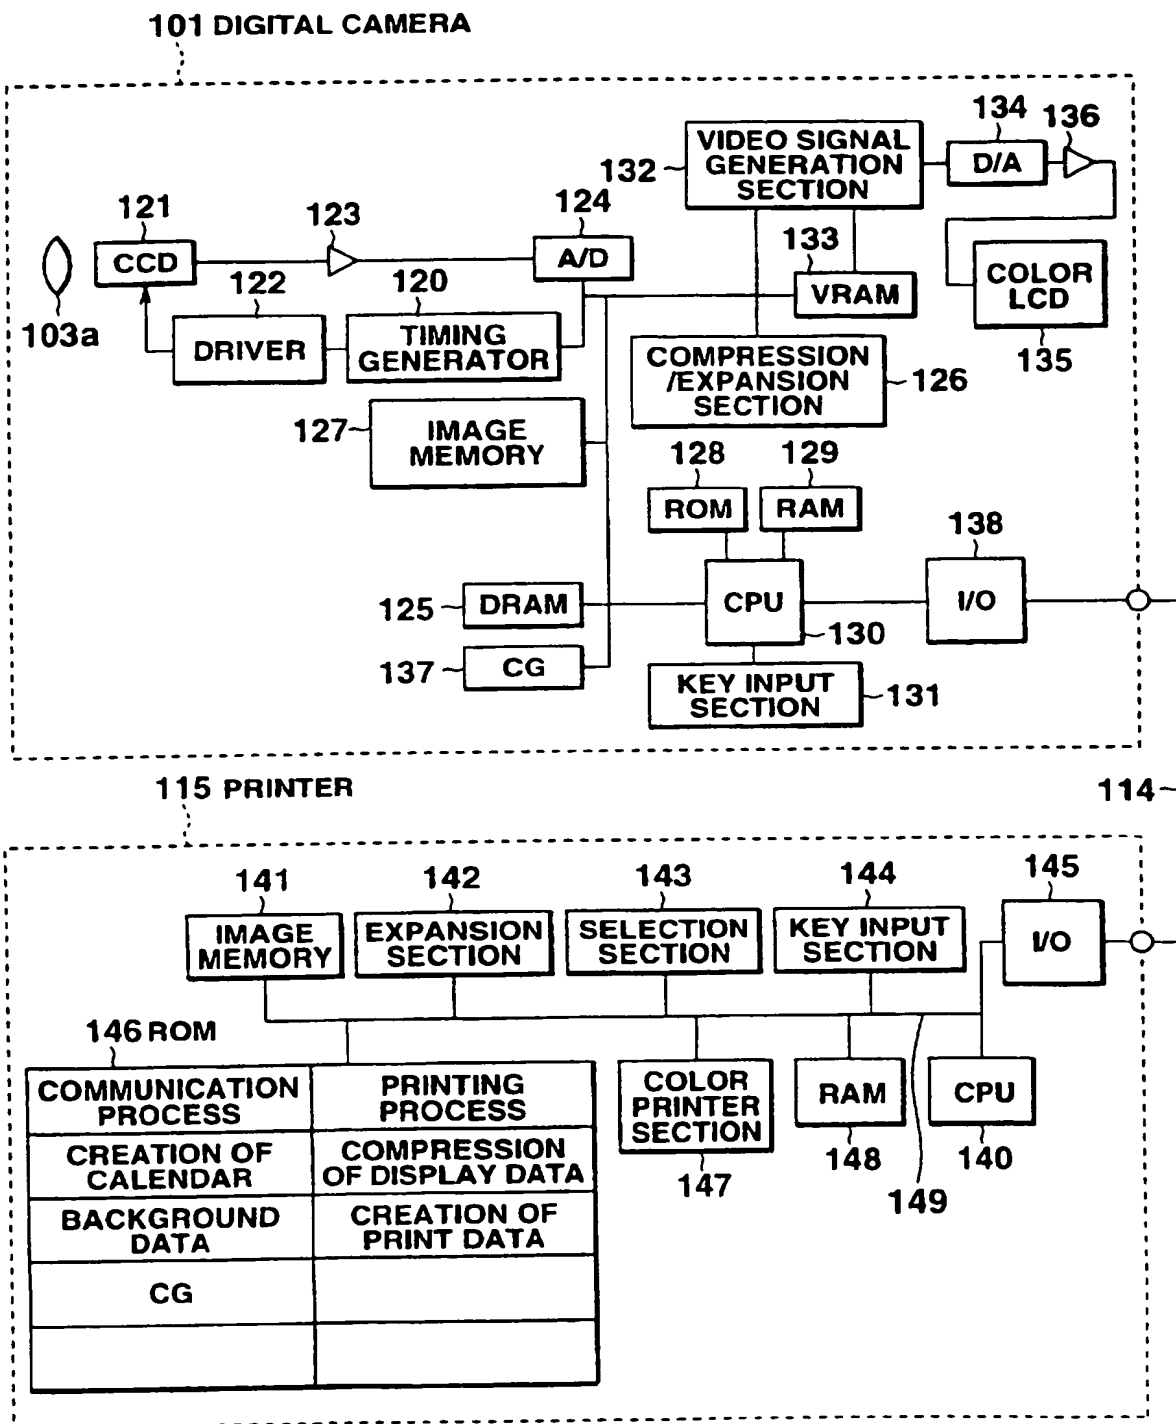 101 DIGITAL CAMERA
134
136
VIDEO SIGNAL
GENERATION
SECTION
132
D/A
121
123
124
133
CCD
A/D
COLOR
LCD
122
120
VRAM
103a
DRIVER
TIMING
GENERATOR
135
COMPRESSION
/EXPANSION
SECTION
126
127
IMAGE
MEMORY
128
129
ROM
RAM
138
125
DRAM
CPU
I/O
130
137
CG
KEY INPUT
SECTION
131
115 PRINTER
114
141
142
143
144
145
IMAGE
MEMORY
EXPANSION
SECTION
SELECTION
SECTION
KEY INPUT
SECTION
I/O
146 ROM
COMMUNICATION
PROCESS
PRINTING
PROCESS
COLOR
PRINTER
SECTION
RAM
CPU
CREATION OF
CALENDAR
COMPRESSION
OF DISPLAY DATA
147
148
140
149
BACKGROUND
DATA
CREATION OF
PRINT DATA
CG